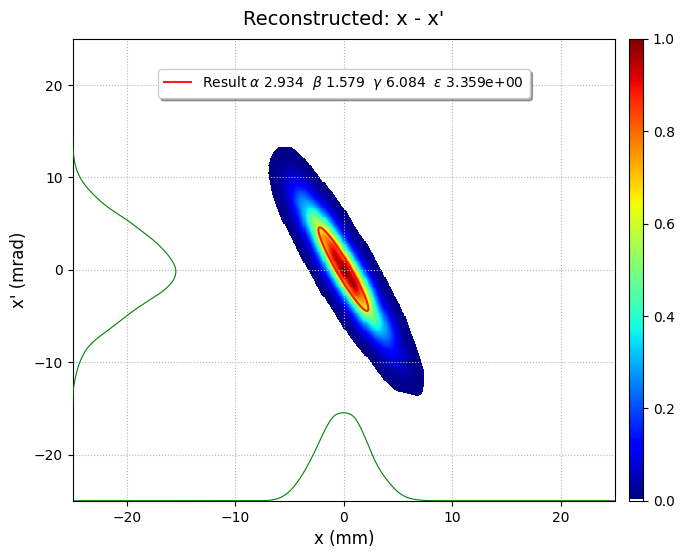 Reconstructed: x - x'
Result α 2.934 β 1.579 γ 6.084 ε 3.359e+00
x' (mrad)
20
10
0
−10
−20
−20 −10 0 10 20
x (mm)
1.0
0.8
0.6
0.4
0.2
0.0